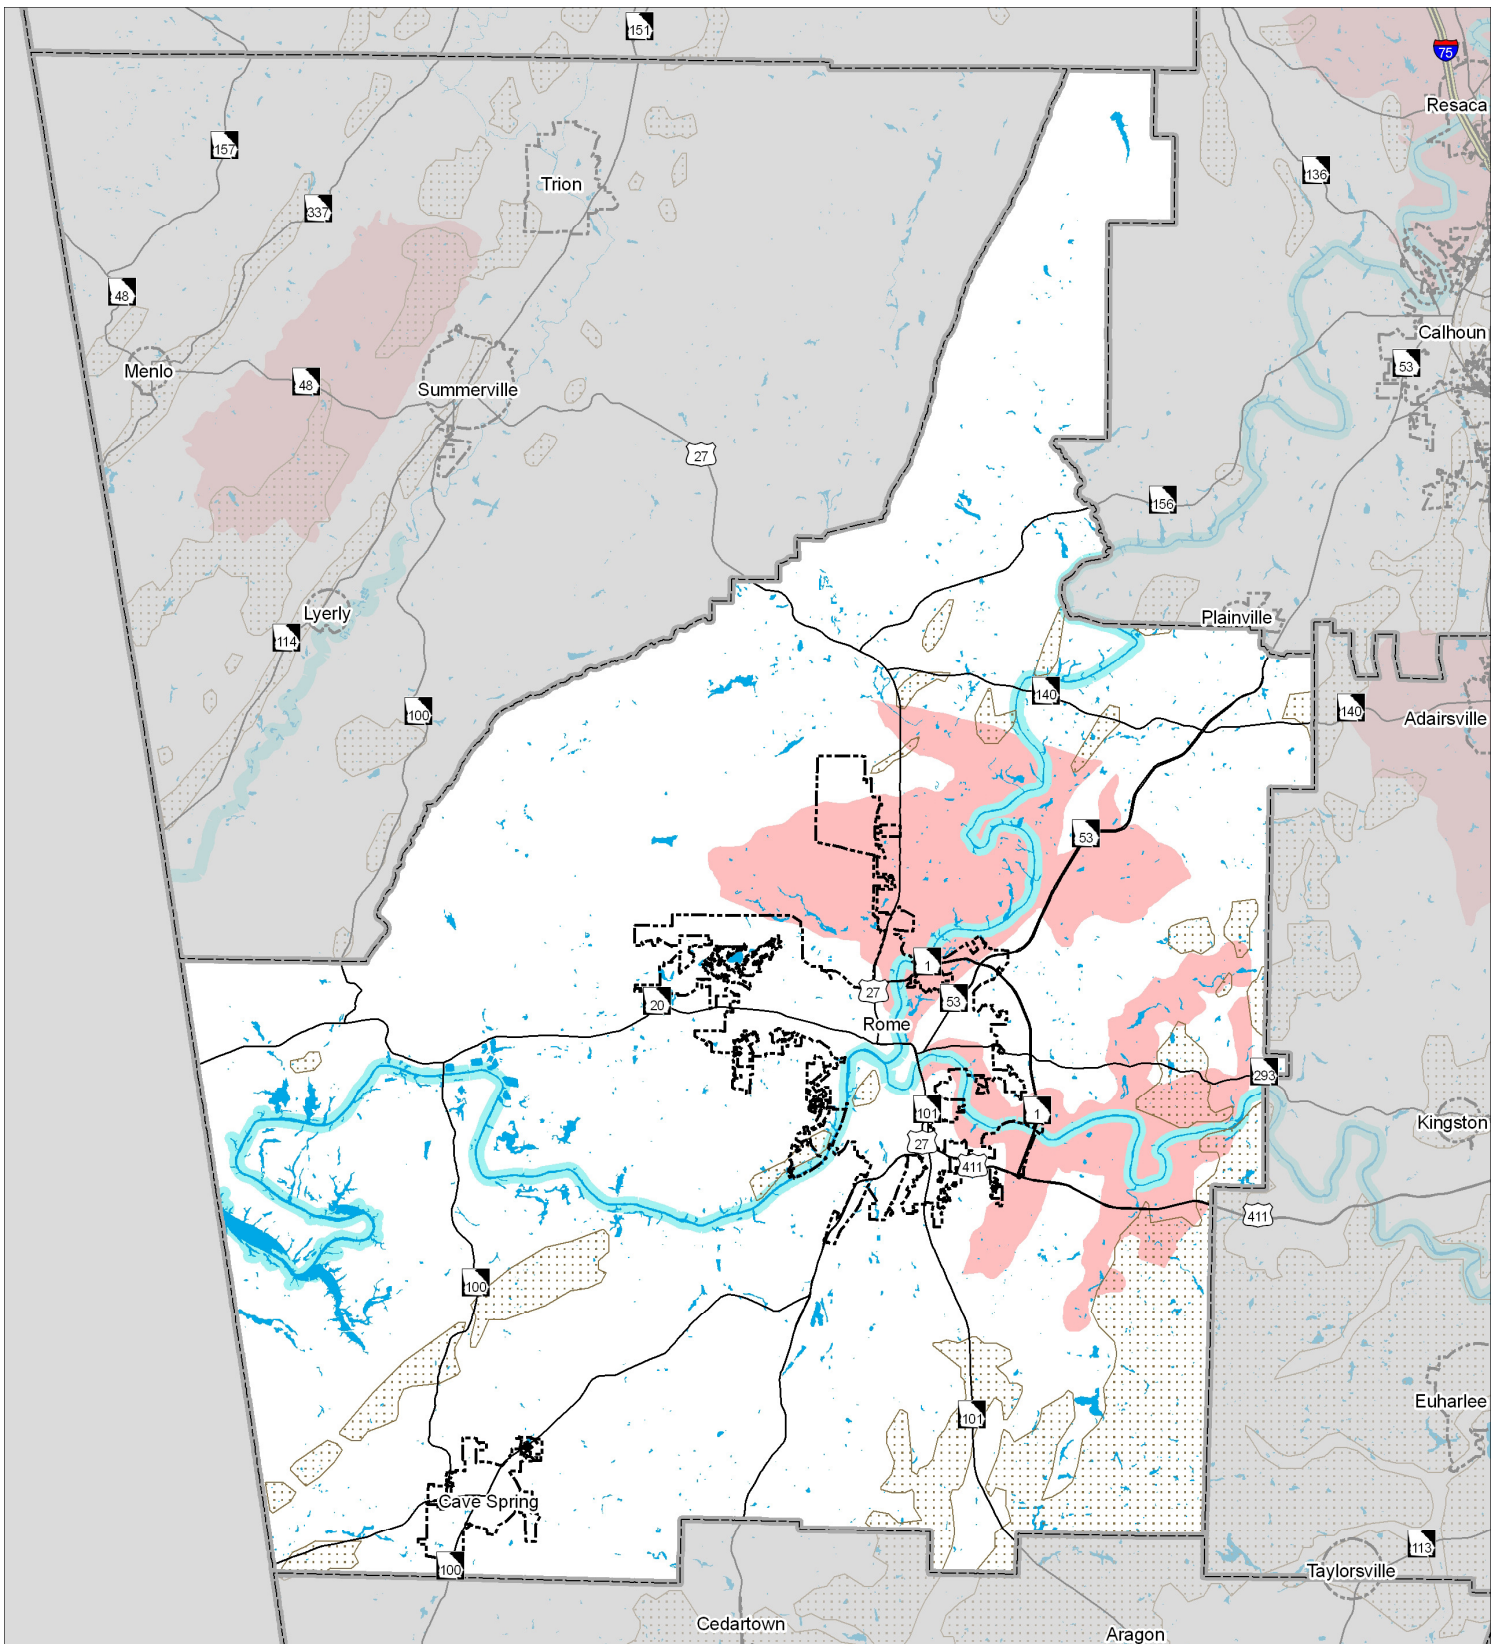 151
75
Resaca
157
136
Trion
337
48
Calhoun
53
Menlo
48
Summerville
27
156
Lyerly
Plainville
114
140
100
140
Adairsville
53
1
27
53
20
Rome
293
101
1
Kingston
27
411
411
100
Euharlee
101
Cave Spring
113
100
Taylorsville
Cedartown
Aragon